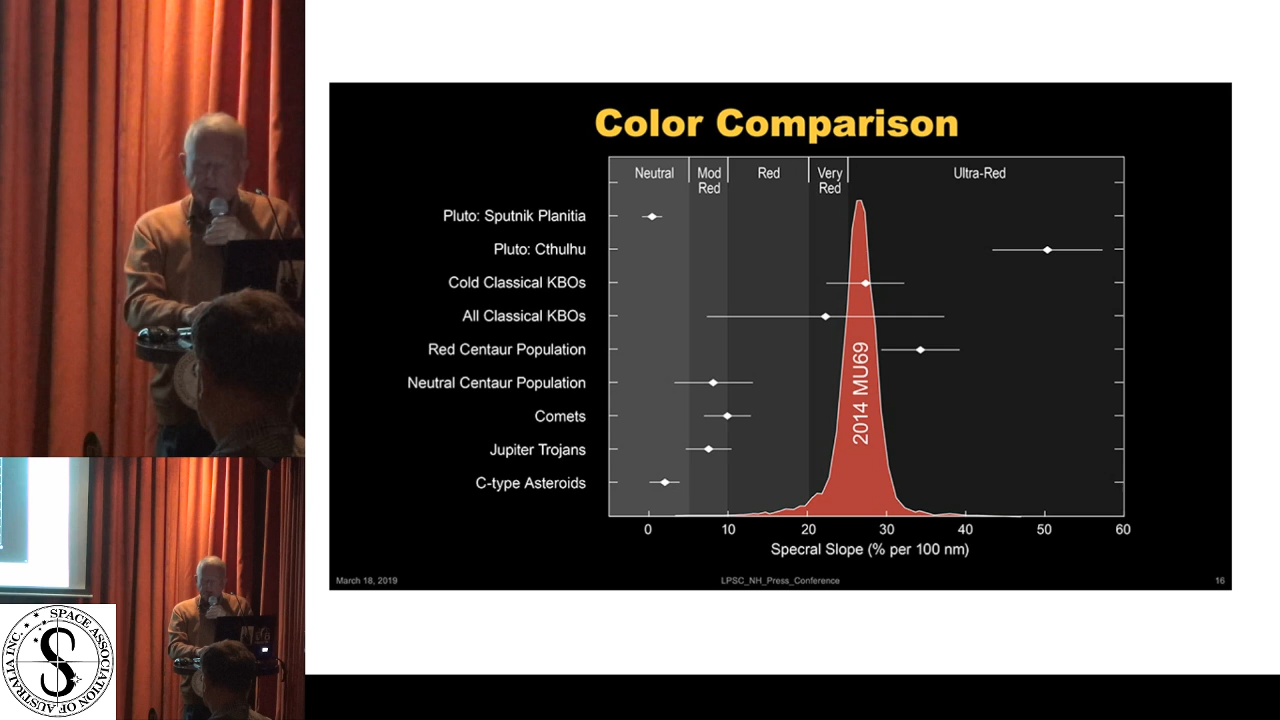 Color Comparison
Neutral
Mod
Red
Red
Very
Red
Ultra-Red
Pluto: Sputnik Planitia
Pluto: Cthulhu
Cold Classical KBOs
All Classical KBOs
Red Centaur Population
Neutral Centaur Population
Comets
Jupiter Trojans
C-type Asteroids
2014 MU69
0 10 20 30 40 50 60
Specral Slope (% per 100 nm)
March 18, 2019 LPSC_NH_Press_Conference 16
SPACE ASSOCIATION OF AUSTRALIA INC.
S